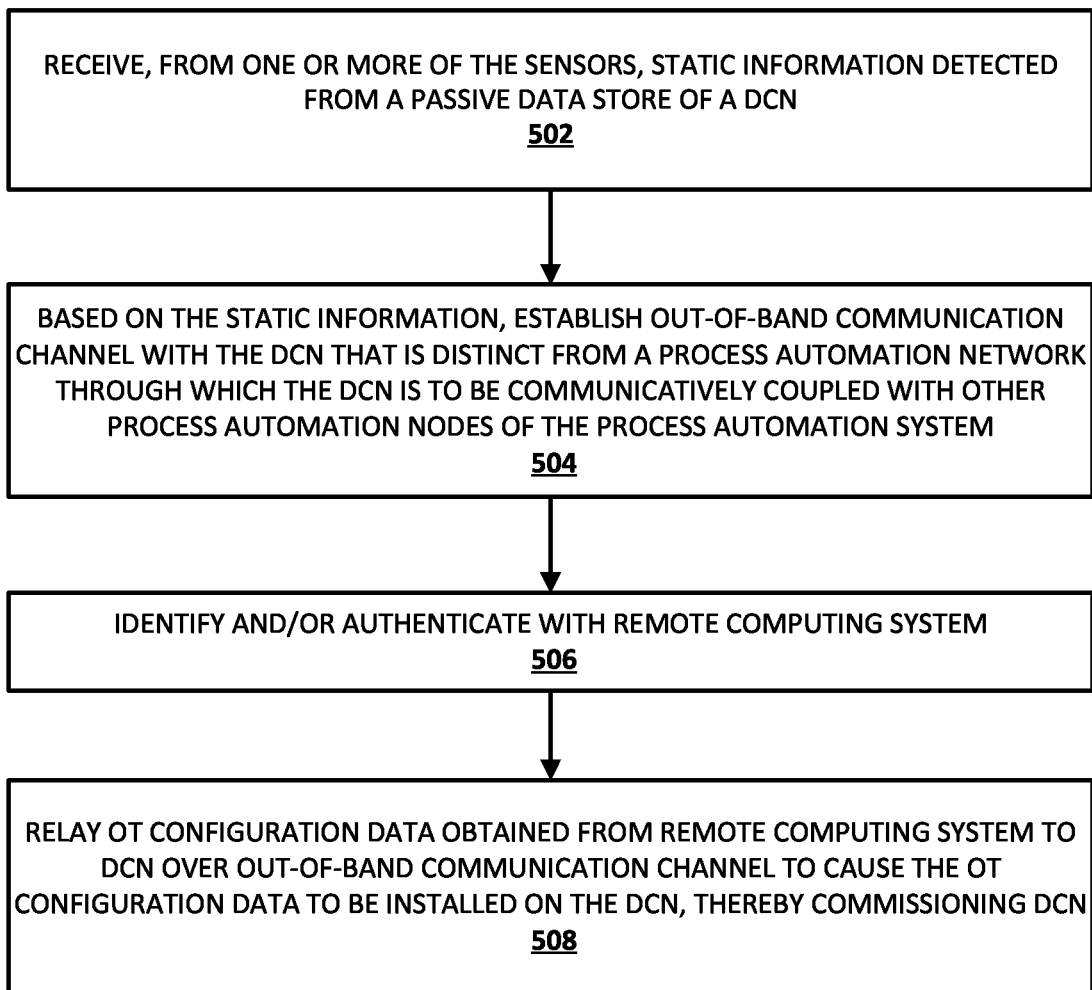 RECEIVE, FROM ONE OR MORE OF THE SENSORS, STATIC INFORMATION DETECTED
FROM A PASSIVE DATA STORE OF A DCN
502
BASED ON THE STATIC INFORMATION, ESTABLISH OUT-OF-BAND COMMUNICATION
CHANNEL WITH THE DCN THAT IS DISTINCT FROM A PROCESS AUTOMATION NETWORK
THROUGH WHICH THE DCN IS TO BE COMMUNICATIVELY COUPLED WITH OTHER
PROCESS AUTOMATION NODES OF THE PROCESS AUTOMATION SYSTEM
504
IDENTIFY AND/OR AUTHENTICATE WITH REMOTE COMPUTING SYSTEM
506
RELAY OT CONFIGURATION DATA OBTAINED FROM REMOTE COMPUTING SYSTEM TO
DCN OVER OUT-OF-BAND COMMUNICATION CHANNEL TO CAUSE THE OT
CONFIGURATION DATA TO BE INSTALLED ON THE DCN, THEREBY COMMISSIONING DCN
508